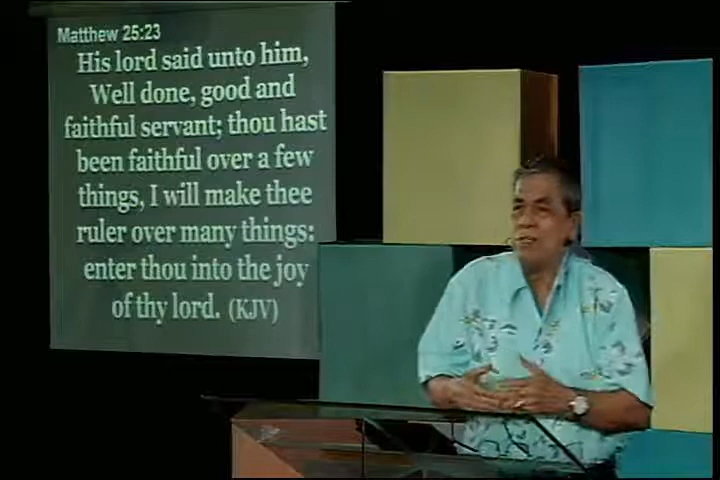 Matthew 25:23
His lord said unto him,
Well done, good and
faithful servant; thou hast
been faithful over a few
things, I will make thee
ruler over many things:
enter thou into the joy
of thy lord. (KJV)